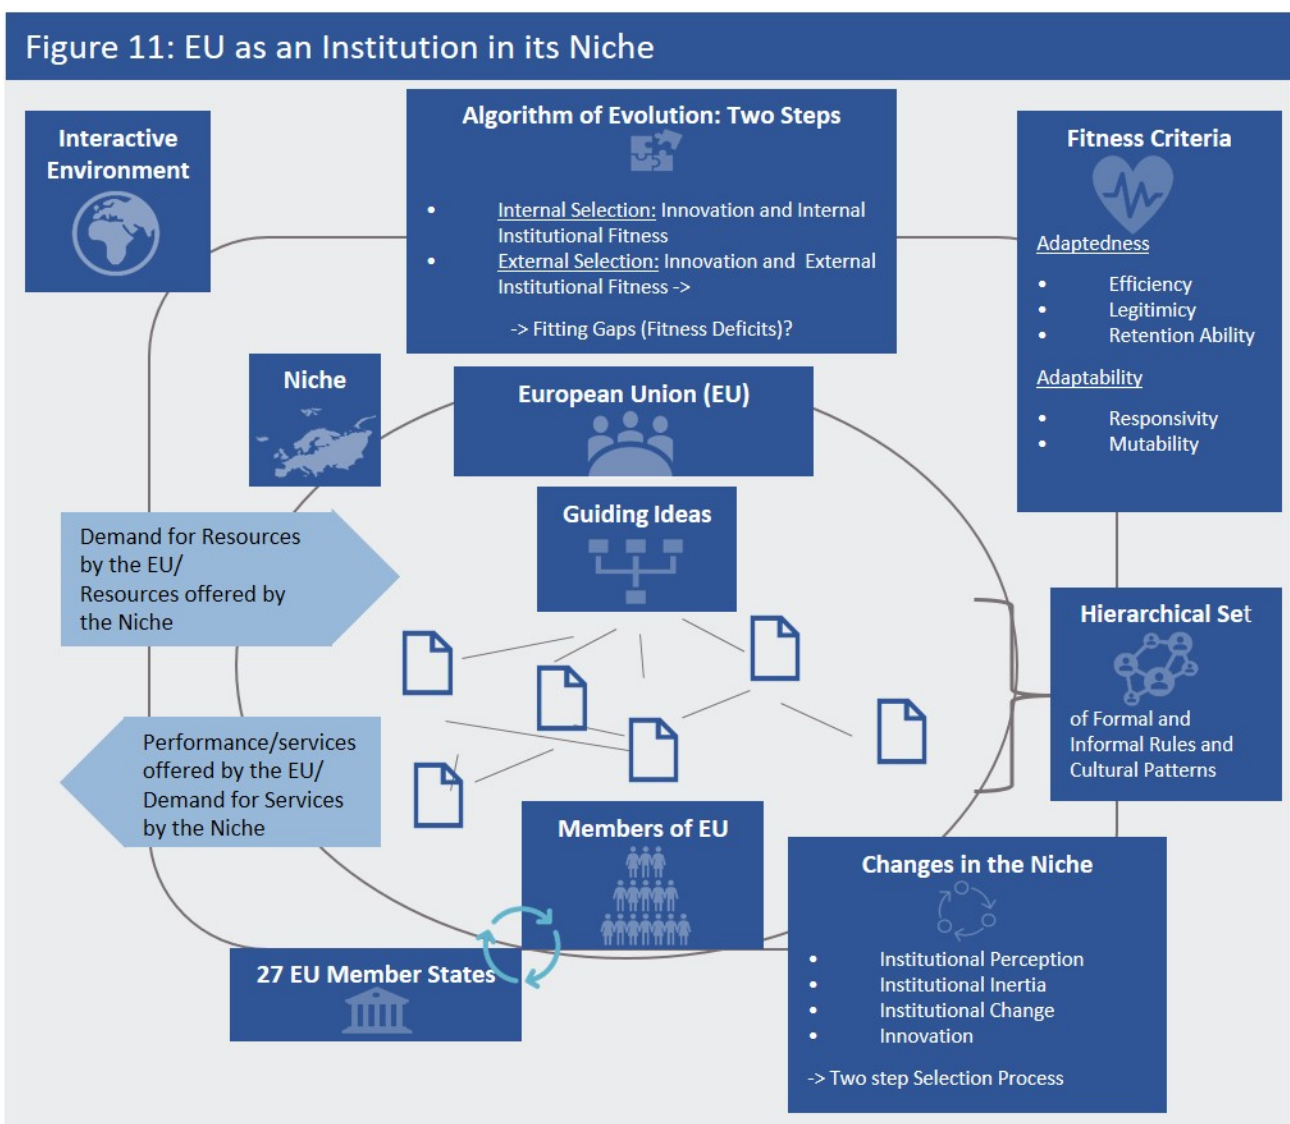 Figure 11: EU as an Institution in its Niche
Interactive
Environment
Algorithm of Evolution: Two Steps
• Internal Selection: Innovation and Internal
Institutional Fitness
• External Selection: Innovation and External
Institutional Fitness ->
-> Fitting Gaps (Fitness Deficits)?
Fitness Criteria
Adaptedness
• Efficiency
• Legitimicy
• Retention Ability
Adaptability
• Responsivity
• Mutability
Niche
European Union (EU)
Guiding Ideas
Demand for Resources
by the EU/
Resources offered by
the Niche
Hierarchical Set
of Formal and
Informal Rules and
Cultural Patterns
Performance/services
offered by the EU/
Demand for Services
by the Niche
Members of EU
Changes in the Niche
• Institutional Perception
• Institutional Inertia
• Institutional Change
• Innovation
-> Two step Selection Process
27 EU Member States